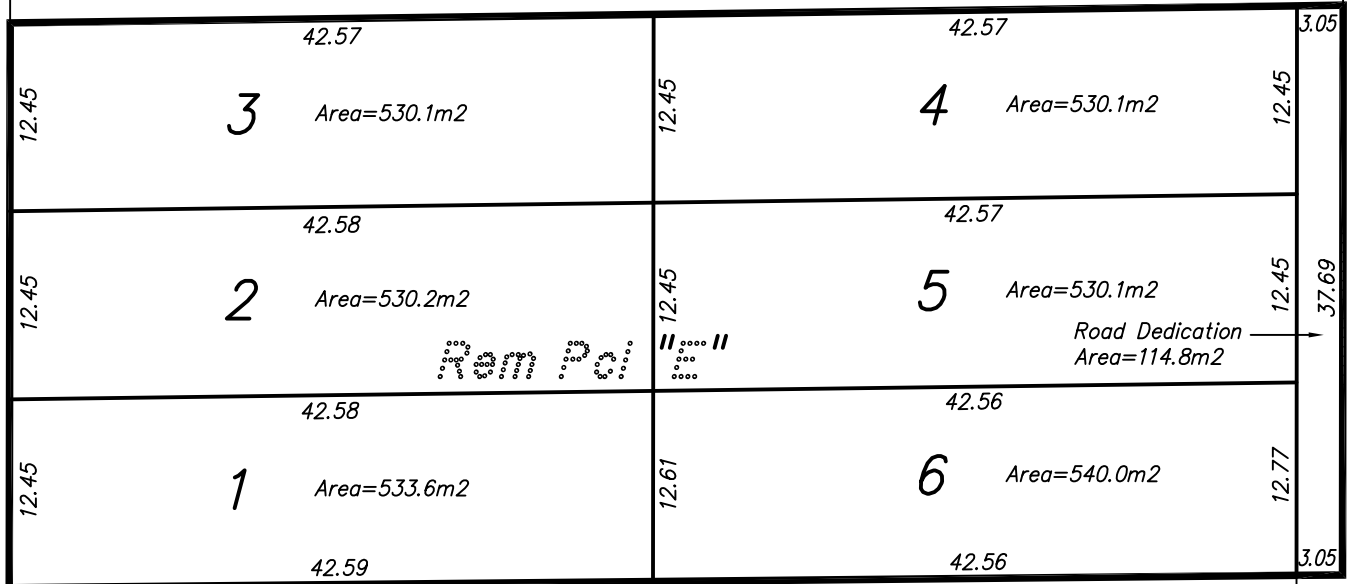 42.57
42.57
3.05
12.45
3 Area=530.1m2
12.45
4 Area=530.1m2
12.45
42.58
42.57
12.45
2 Area=530.2m2
12.45
5 Area=530.1m2
12.45
37.69
Road Dedication
Area=114.8m2
Rem Pcl "E"
42.58
42.56
12.45
1 Area=533.6m2
12.61
6 Area=540.0m2
12.77
42.59
42.56
3.05